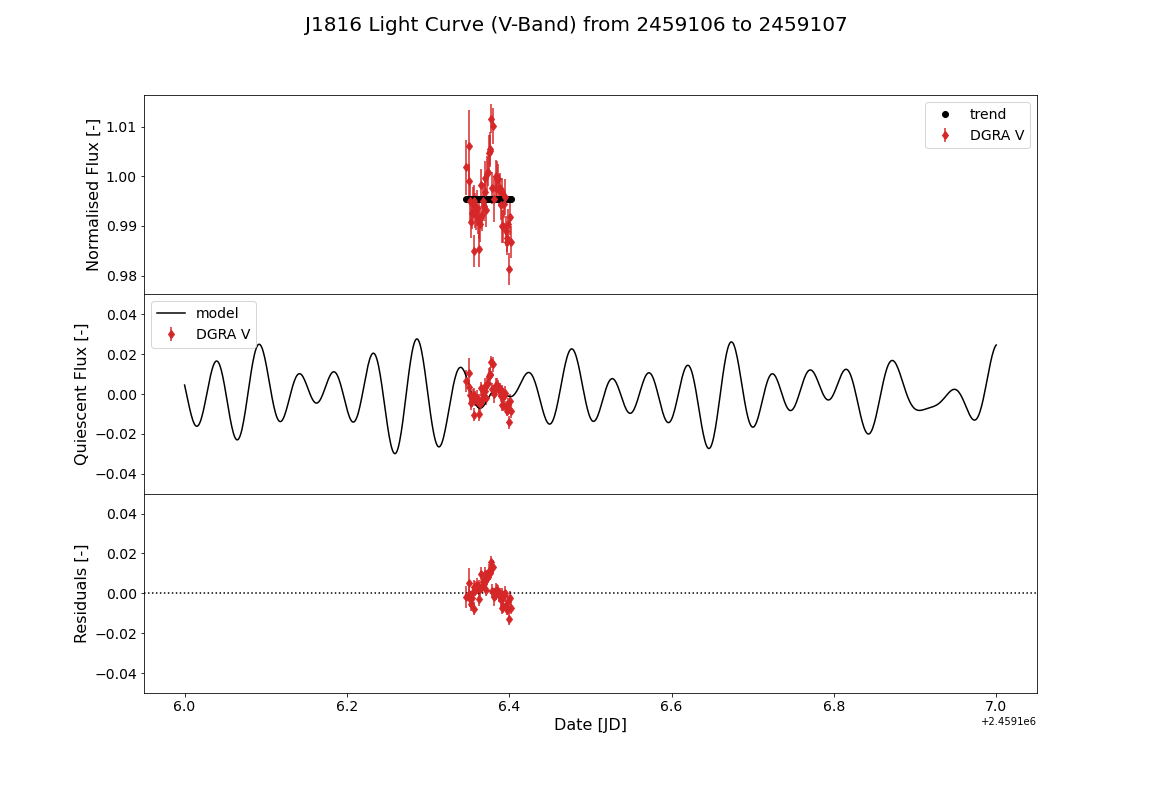 J1816 Light Curve (V-Band) from 2459106 to 2459107
Normalised Flux [-]
1.01
1.00
0.99
0.98
trend
DGRA V
Quiescent Flux [-]
0.04
0.02
0.00
−0.02
−0.04
model
DGRA V
Residuals [-]
0.04
0.02
0.00
−0.02
−0.04
6.0 6.2 6.4 6.6 6.8 7.0
Date [JD]
+2.4591e6